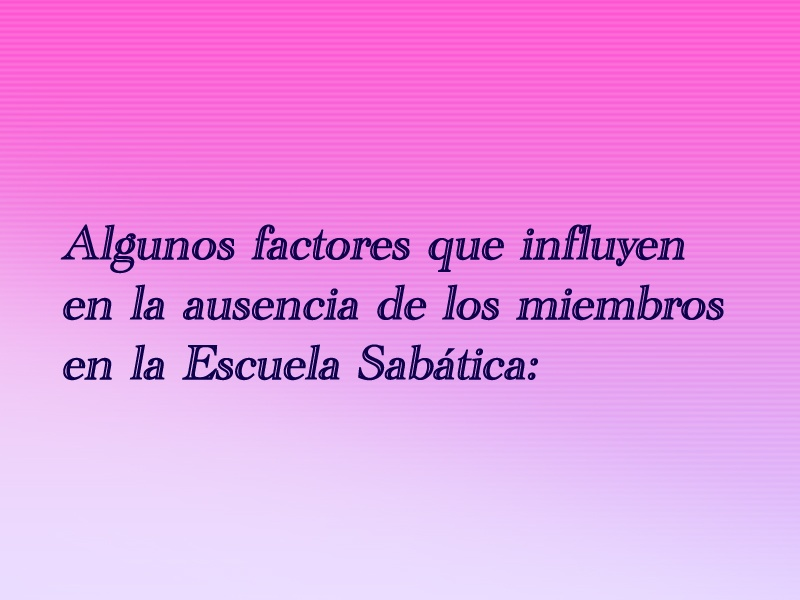 Algunos factores que influyen
en la ausencia de los miembros
en la Escuela Sabática: